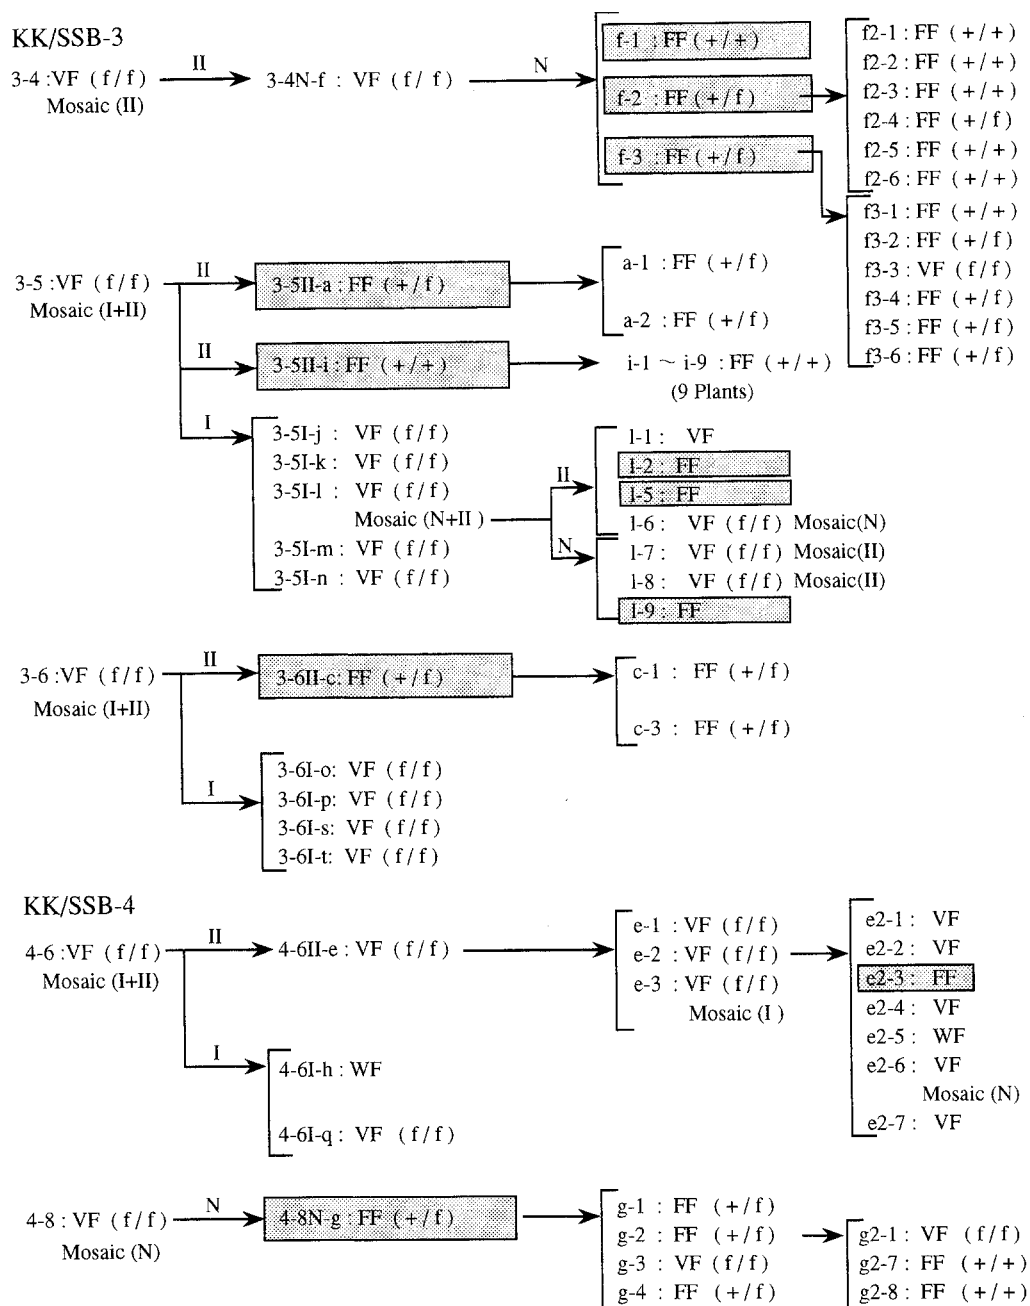 KK/SSB-3
3-4 :VF (f/f)
Mosaic (II)
II
3-4N-f : VF (f/f)
N
f-1 : FF (+/+)
f-2 : FF (+/f)
f-3 : FF (+/f)
f2-1 : FF (+/+)
f2-2 : FF (+/+)
f2-3 : FF (+/+)
f2-4 : FF (+/f)
f2-5 : FF (+/+)
f2-6 : FF (+/+)
f3-1 : FF (+/+)
f3-2 : FF (+/f)
f3-3 : VF (f/f)
f3-4 : FF (+/f)
f3-5 : FF (+/f)
f3-6 : FF (+/f)
3-5 :VF (f/f)
Mosaic (I+II)
II
3-5II-a : FF (+/f)
a-1 : FF (+/f)
a-2 : FF (+/f)
II
3-5II-i : FF (+/+)
i-1 ~ i-9 : FF (+/+)
(9 Plants)
I
3-5I-j : VF (f/f)
3-5I-k : VF (f/f)
3-5I-l : VF (f/f)
Mosaic (N+II )
3-5I-m : VF (f/f)
3-5I-n : VF (f/f)
II
l-1 : VF
l-2 : FF
l-5 : FF
l-6 : VF (f/f) Mosaic(N)
N
l-7 : VF (f/f) Mosaic(II)
l-8 : VF (f/f) Mosaic(II)
l-9 : FF
3-6 :VF (f/f)
Mosaic (I+II)
II
3-6II-c: FF (+/f)
c-1 : FF (+/f)
c-3 : FF (+/f)
I
3-6I-o: VF (f/f)
3-6I-p: VF (f/f)
3-6I-s: VF (f/f)
3-6I-t: VF (f/f)
KK/SSB-4
4-6 :VF (f/f)
Mosaic (I+II)
II
4-6II-e : VF (f/f)
e-1 : VF (f/f)
e-2 : VF (f/f)
e-3 : VF (f/f)
Mosaic (I )
e2-1 : VF
e2-2 : VF
e2-3 : FF
e2-4 : VF
e2-5 : WF
e2-6 : VF
Mosaic (N)
e2-7 : VF
I
4-6I-h : WF
4-6I-q : VF (f/f)
4-8 : VF (f/f)
Mosaic (N)
N
4-8N-g : FF (+/f)
g-1 : FF (+/f)
g-2 : FF (+/f)
g-3 : VF (f/f)
g-4 : FF (+/f)
g2-1 : VF (f/f)
g2-7 : FF (+/+)
g2-8 : FF (+/+)